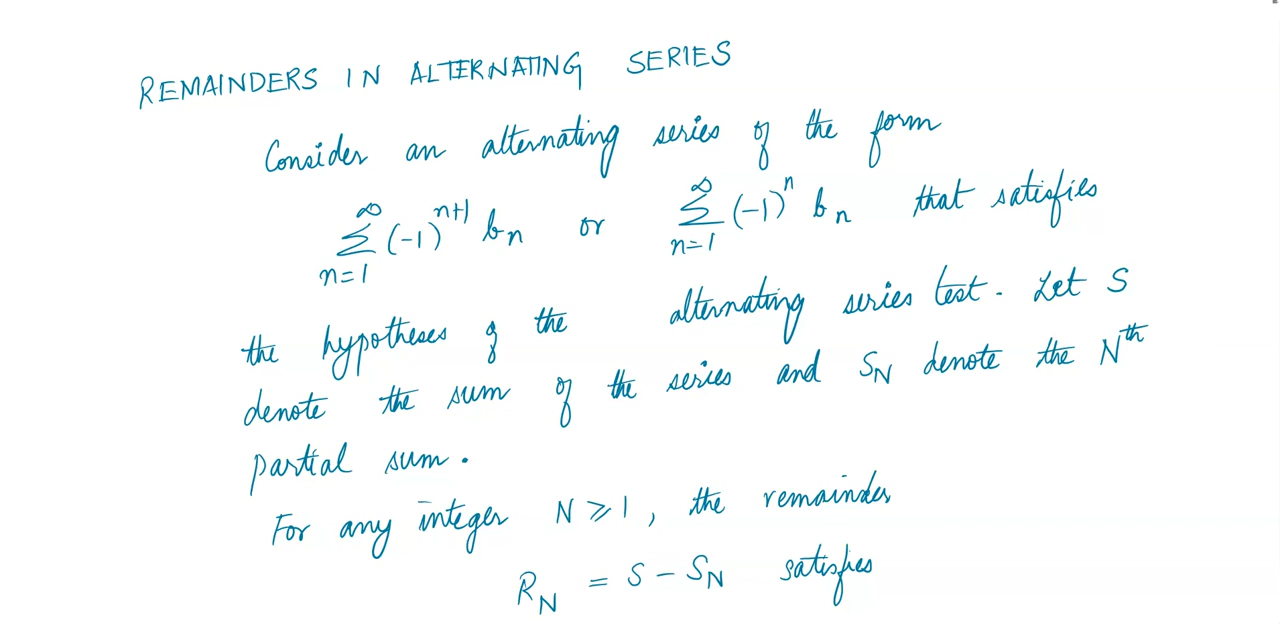 REMAINDERS IN ALTERNATING SERIES
Consider an alternating series of the form
∞∑n=1 (-1)^{n+1} b_n or ∞∑n=1 (-1)^n b_n that satisfies
the hypotheses of the alternating series test. Let S
denote the sum of the series and S_N denote the N^th
partial sum.
For any integer N ⩾ 1, the remainder
R_N = S - S_N satisfies